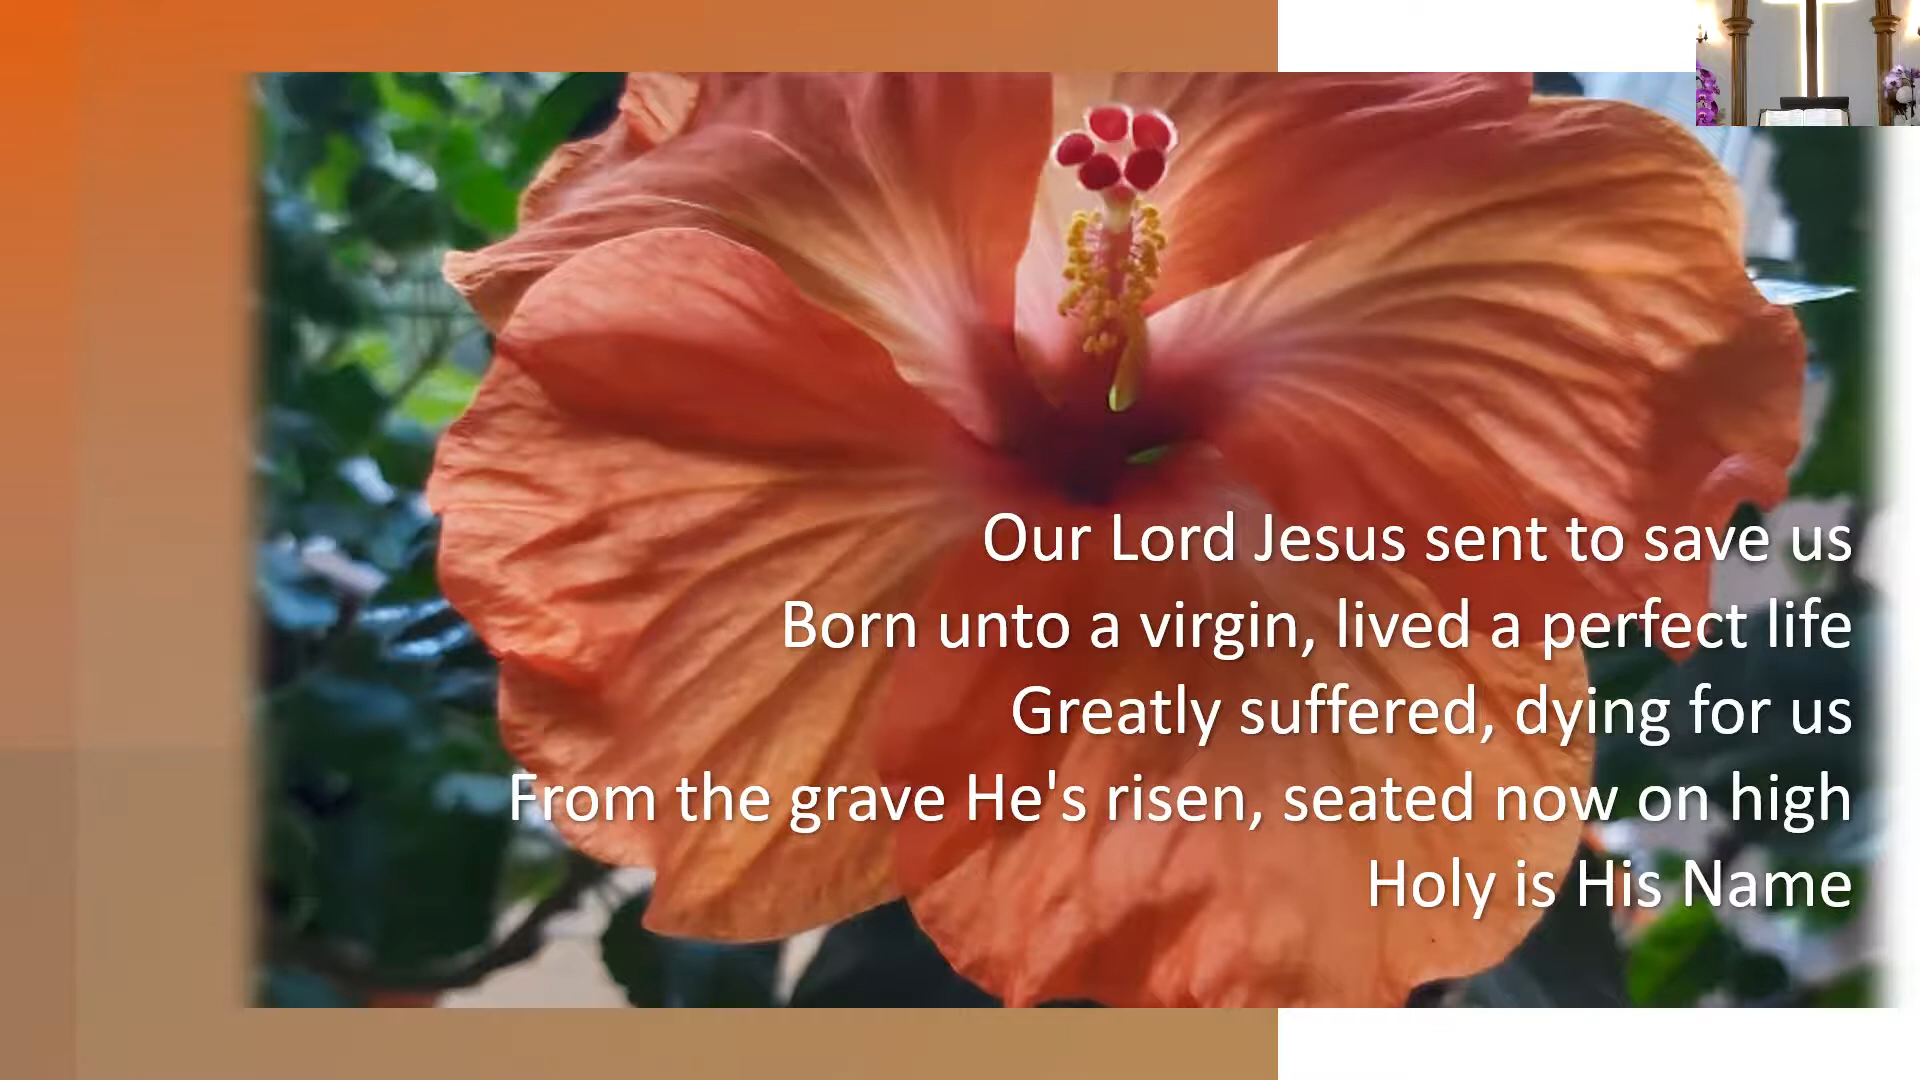 Our Lord Jesus sent to save us
Born unto a virgin, lived a perfect life
Greatly suffered, dying for us
From the grave He's risen, seated now on high
Holy is His Name